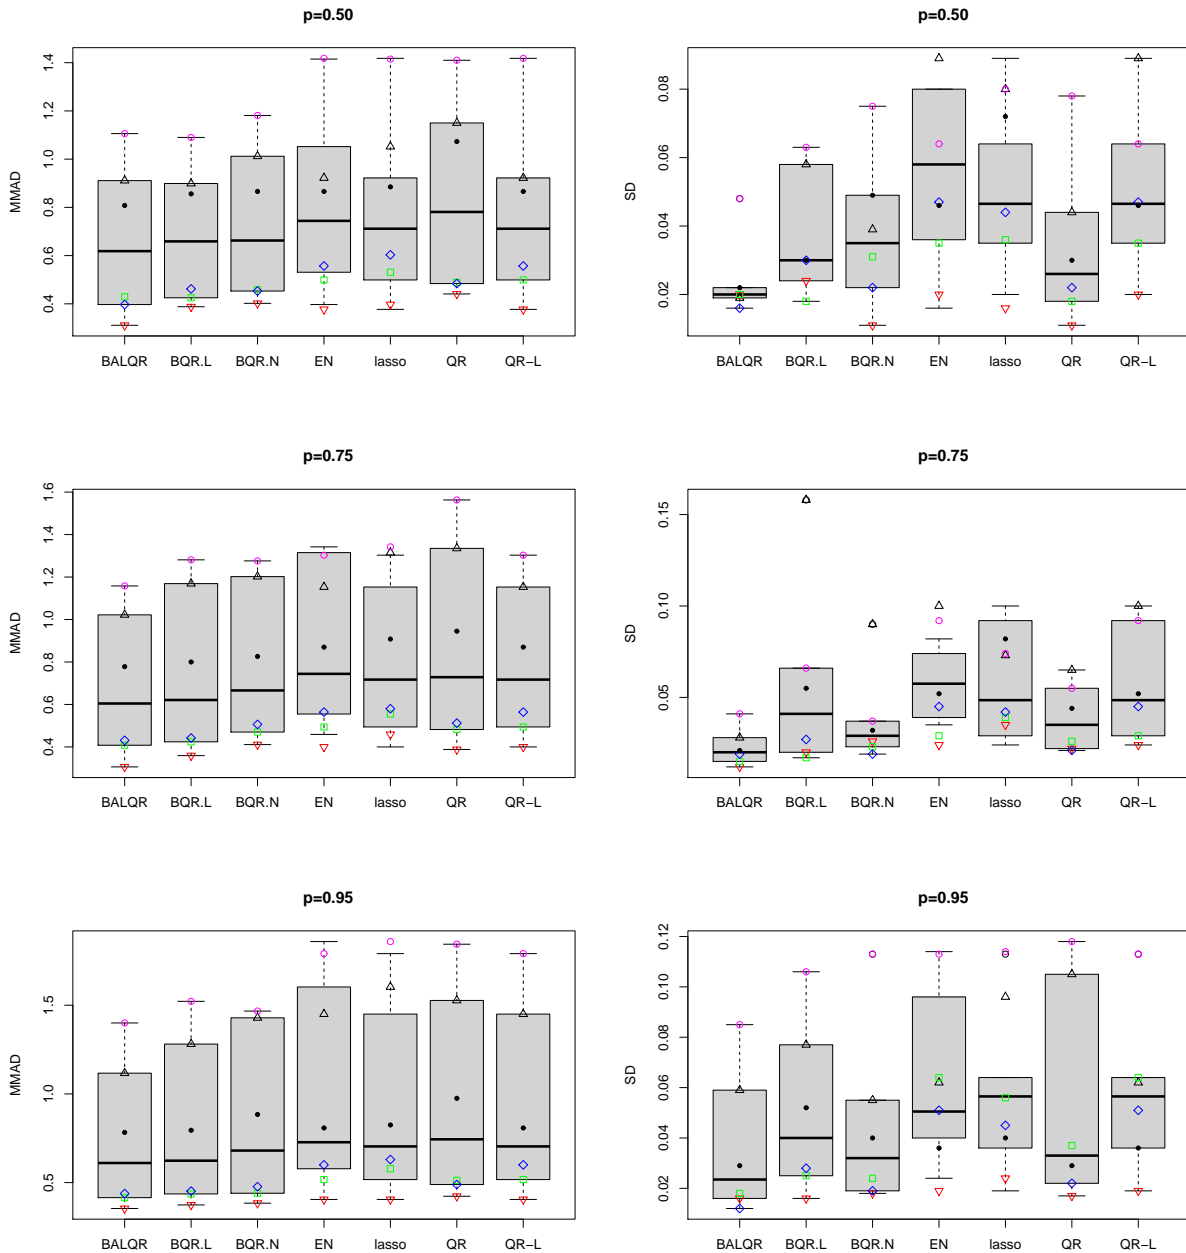 p=0.50
MMAD
1.4
1.2
1.0
0.8
0.6
0.4
BALQR BQR.L BQR.N EN lasso QR QR−L
p=0.50
SD
0.08
0.06
0.04
0.02
BALQR BQR.L BQR.N EN lasso QR QR−L
p=0.75
MMAD
1.6
1.4
1.2
1.0
0.8
0.6
0.4
BALQR BQR.L BQR.N EN lasso QR QR−L
p=0.75
SD
0.15
0.10
0.05
BALQR BQR.L BQR.N EN lasso QR QR−L
p=0.95
MMAD
1.5
1.0
0.5
BALQR BQR.L BQR.N EN lasso QR QR−L
p=0.95
SD
0.12
0.10
0.08
0.06
0.04
0.02
BALQR BQR.L BQR.N EN lasso QR QR−L